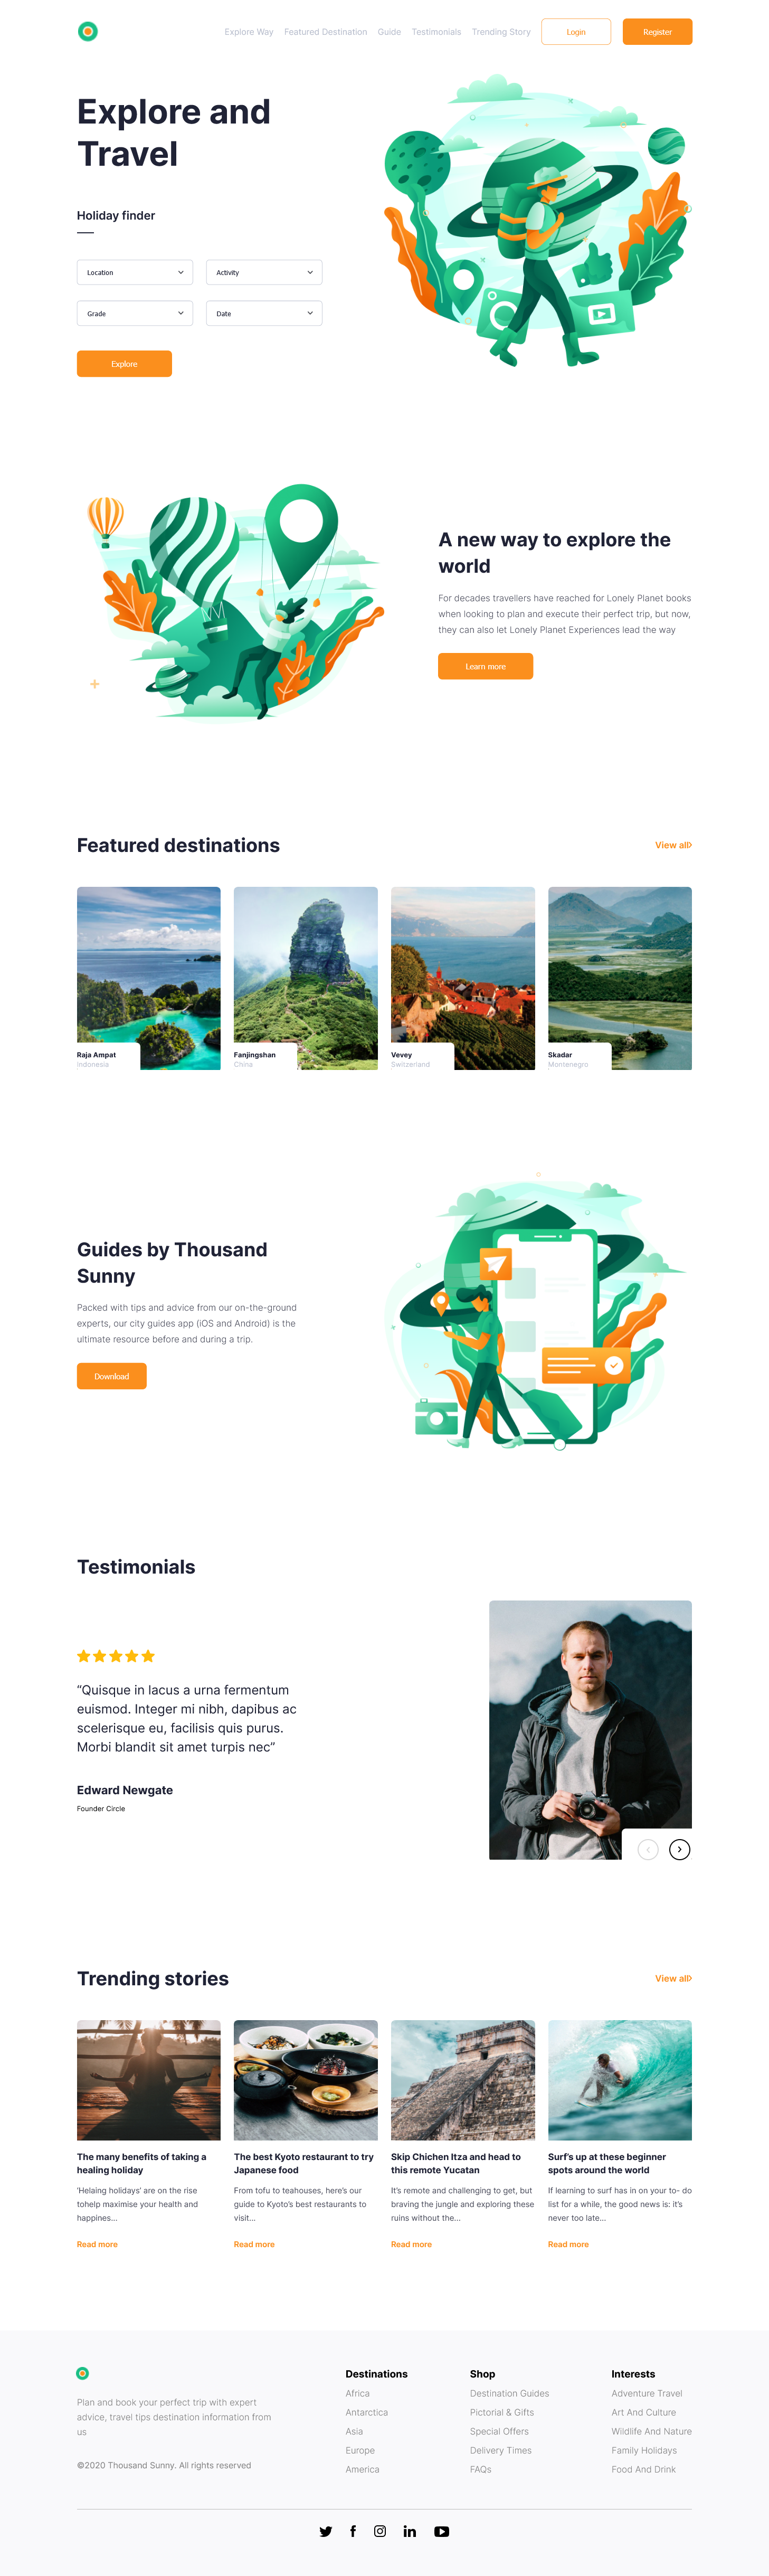 Explore Way Featured Destination Guide Testimonials Trending Story Login Register
Explore and
Travel
Holiday finder
Location Activity
Grade Date
Explore
A new way to explore the
world
For decades travellers have reached for Lonely Planet books
when looking to plan and execute their perfect trip, but now,
they can also let Lonely Planet Experiences lead the way
Learn more
Featured destinations View all
Raja Ampat
Indonesia
Fanjingshan
China
Vevey
Switzerland
Skadar
Montenegro
Guides by Thousand
Sunny
Packed with tips and advice from our on-the-ground
experts, our city guides app (iOS and Android) is the
ultimate resource before and during a trip.
Download
Testimonials
“Quisque in lacus a urna fermentum
euismod. Integer mi nibh, dapibus ac
scelerisque eu, facilisis quis purus.
Morbi blandit sit amet turpis nec”
Edward Newgate
Founder Circle
Trending stories View all
The many benefits of taking a
healing holiday
‘Helaing holidays’ are on the rise
tohelp maximise your health and
happines...
Read more
The best Kyoto restaurant to try
Japanese food
From tofu to teahouses, here’s our
guide to Kyoto’s best restaurants to
visit...
Read more
Skip Chichen Itza and head to
this remote Yucatan
It’s remote and challenging to get, but
braving the jungle and exploring these
ruins without the...
Read more
Surf’s up at these beginner
spots around the world
If learning to surf has in on your to- do
list for a while, the good news is: it’s
never too late...
Read more
Plan and book your perfect trip with expert
advice, travel tips destination information from
us
©2020 Thousand Sunny. All rights reserved
Destinations
Africa
Antarctica
Asia
Europe
America
Shop
Destination Guides
Pictorial & Gifts
Special Offers
Delivery Times
FAQs
Interests
Adventure Travel
Art And Culture
Wildlife And Nature
Family Holidays
Food And Drink